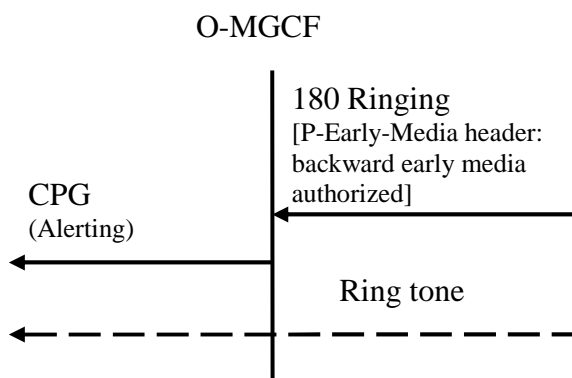 O-MGCF
180 Ringing
[P-Early-Media header:
backward early media
authorized]
CPG
(Alerting)
Ring tone